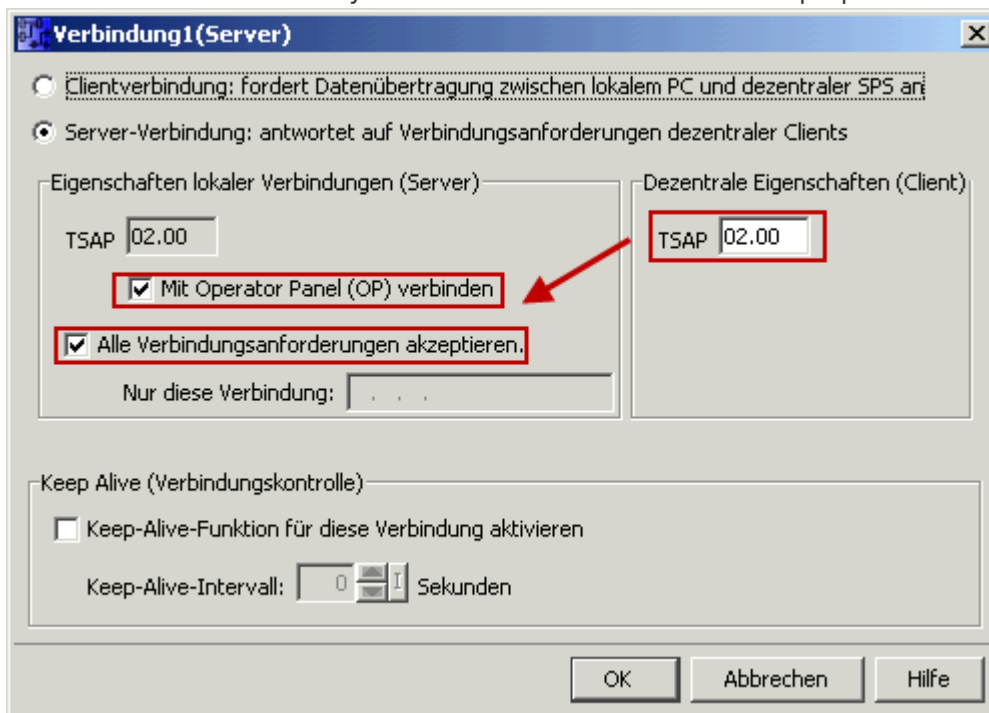 Verbindung1(Server)
Clientverbindung: fordert Datenübertragung zwischen lokalem PC und dezentraler SPS an
Server-Verbindung: antwortet auf Verbindungsanforderungen dezentraler Clients
Eigenschaften lokaler Verbindungen (Server)
Dezentrale Eigenschaften (Client)
TSAP 02.00
TSAP 02.00
Mit Operator Panel (OP) verbinden
Alle Verbindungsanforderungen akzeptieren.
Nur diese Verbindung: . . .
Keep Alive (Verbindungskontrolle)
Keep-Alive-Funktion für diese Verbindung aktivieren
Keep-Alive-Intervall: 0 Sekunden
OK Abbrechen Hilfe